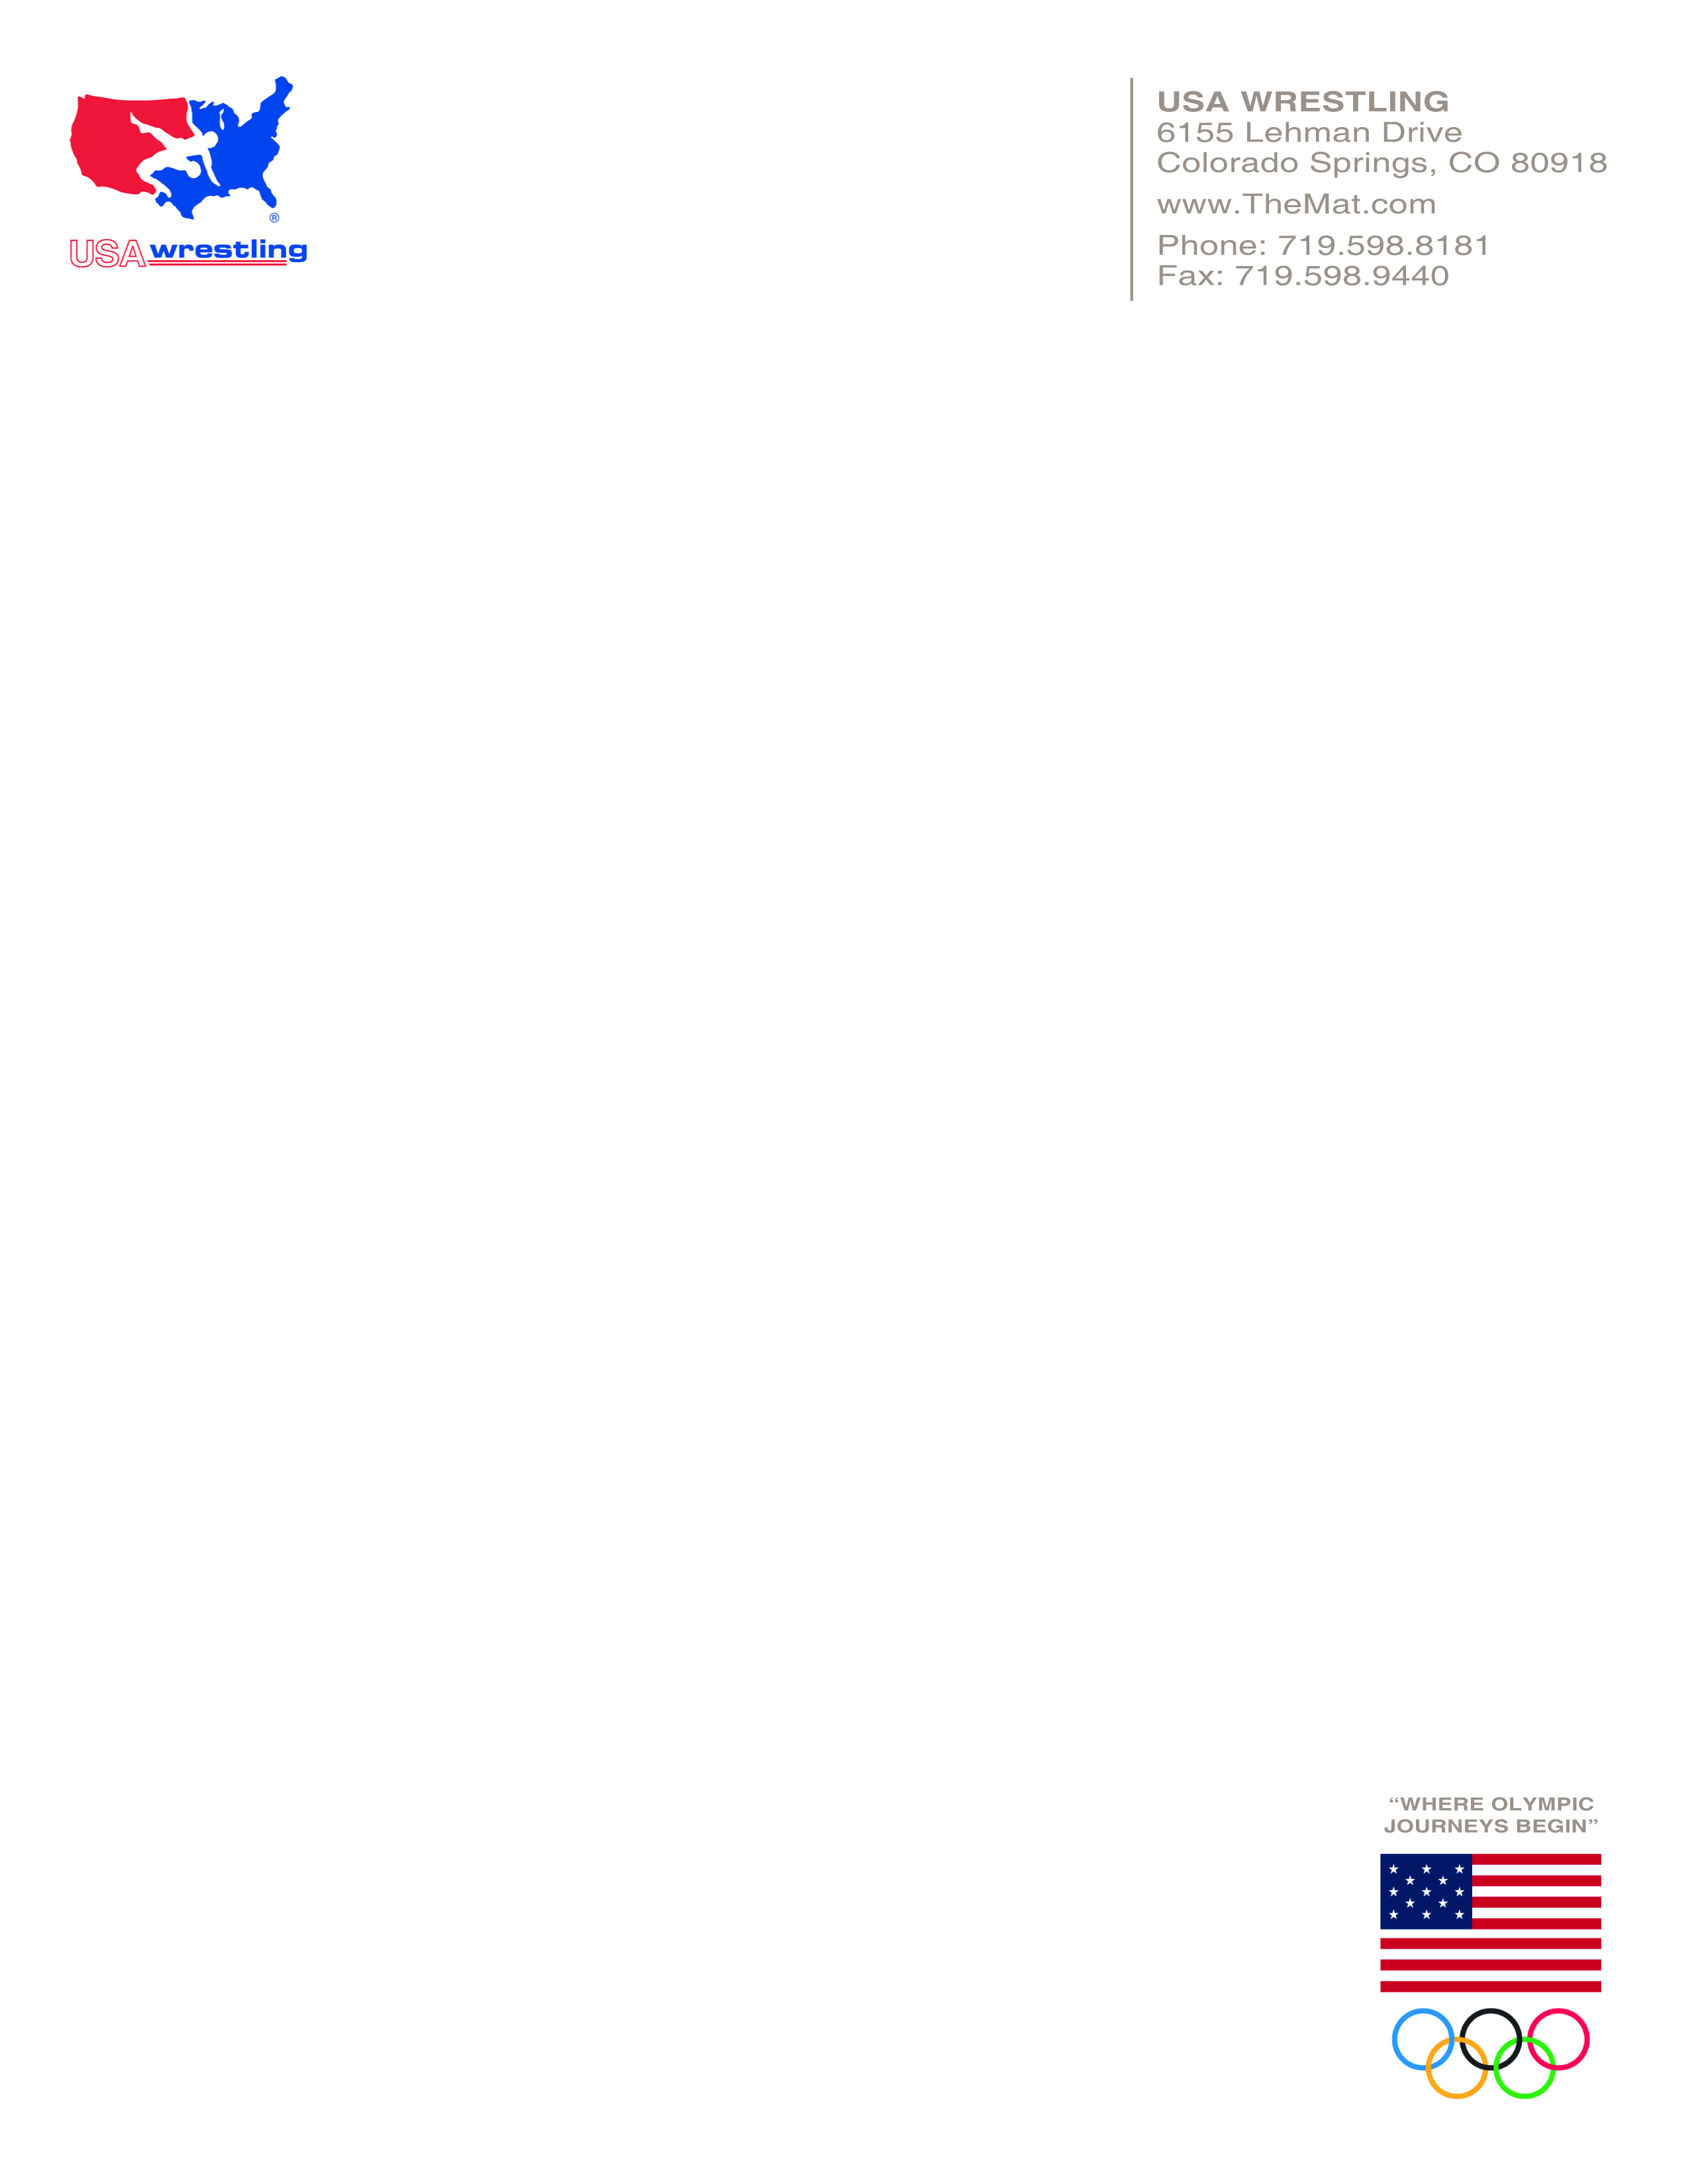 USA wrestling
®
USA WRESTLING
6155 Lehman Drive
Colorado Springs, CO 80918
www.TheMat.com
Phone: 719.598.8181
Fax: 719.598.9440
“WHERE OLYMPIC
JOURNEYS BEGIN”